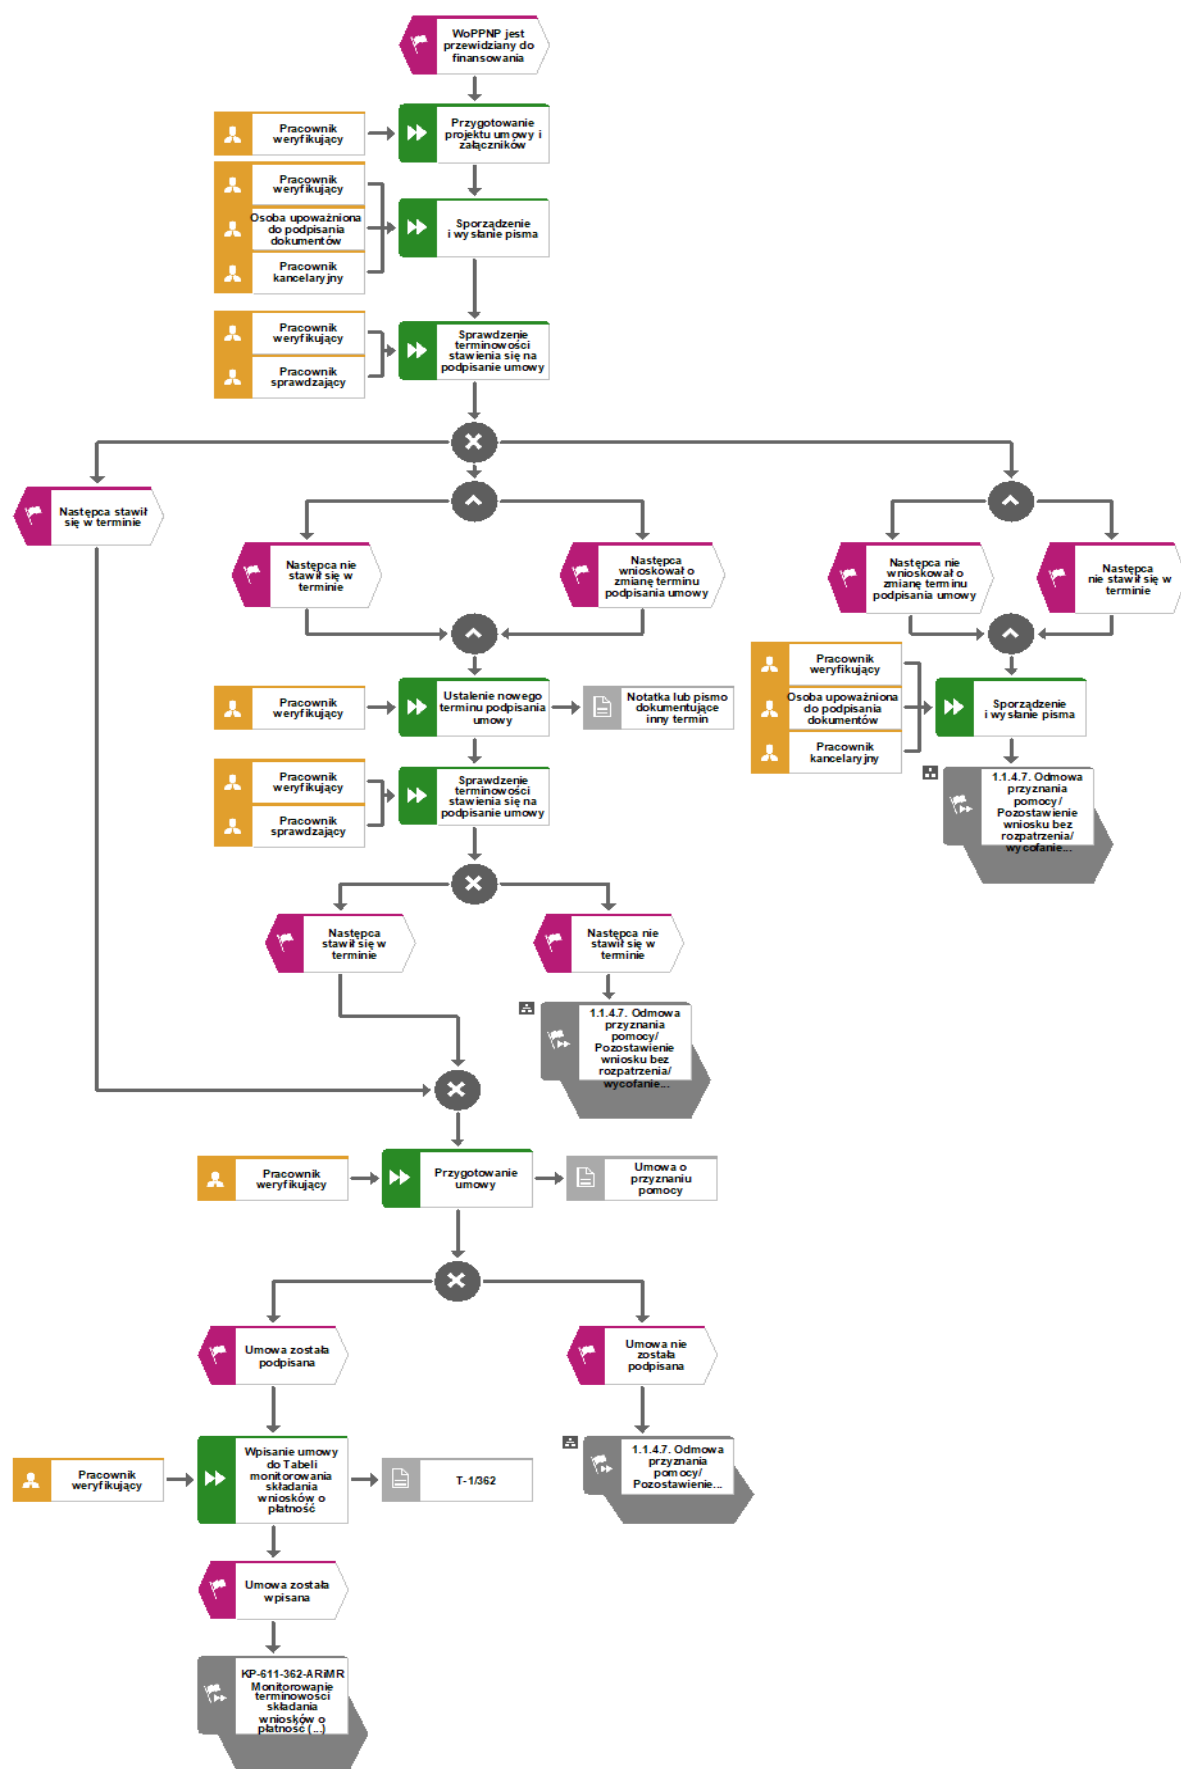 WoPPNP jest
przewidziany do
finansowania
Pracownik
weryfikujący
Przygotowanie
projektu umowy i
załączników
Pracownik
weryfikujący
Osoba upoważniona
do podpisania
dokumentów
Pracownik
kancelaryjny
Sporządzenie
i wysłanie pisma
Pracownik
weryfikujący
Pracownik
sprawdzający
Sprawdzenie
terminowości
stawienia się na
podpisanie umowy
Następca stawił
się w terminie
Następca nie
stawił się w
terminie
Następca
wnioskował o
zmianę terminu
podpisania umowy
Następca nie
wnioskował o
zmianę terminu
podpisania umowy
Następca
nie stawił się w
terminie
Pracownik
weryfikujący
Ustalenie nowego
terminu podpisania
umowy
Notatka lub pismo
dokumentujące
inny termin
Pracownik
weryfikujący
Osoba upoważniona
do podpisania
dokumentów
Pracownik
kancelaryjny
Sporządzenie
i wysłanie pisma
Pracownik
weryfikujący
Pracownik
sprawdzający
Sprawdzenie
terminowości
stawienia się na
podpisanie umowy
1.1.4.7. Odmowa
przyznania
pomocy/
Pozostawienie
wniosku bez
rozpatrzenia/
wycofanie...
Następca
stawił się w
terminie
Następca nie
stawił się w
terminie
1.1.4.7. Odmowa
przyznania
pomocy/
Pozostawienie
wniosku bez
rozpatrzenia/
wycofanie...
Pracownik
weryfikujący
Przygotowanie
umowy
Umowa o
przyznaniu
pomocy
Umowa została
podpisana
Umowa nie
została
podpisana
Pracownik
weryfikujący
Wpisanie umowy
do Tabeli
monitorowania
składania
wniosków o
płatność
T-1/362
1.1.4.7. Odmowa
przyznania
pomocy/
Pozostawienie...
Umowa została
wpisana
KP-611-362-ARiMR
Monitorowanie
terminowości
składania
wniosków o
płatność (...)